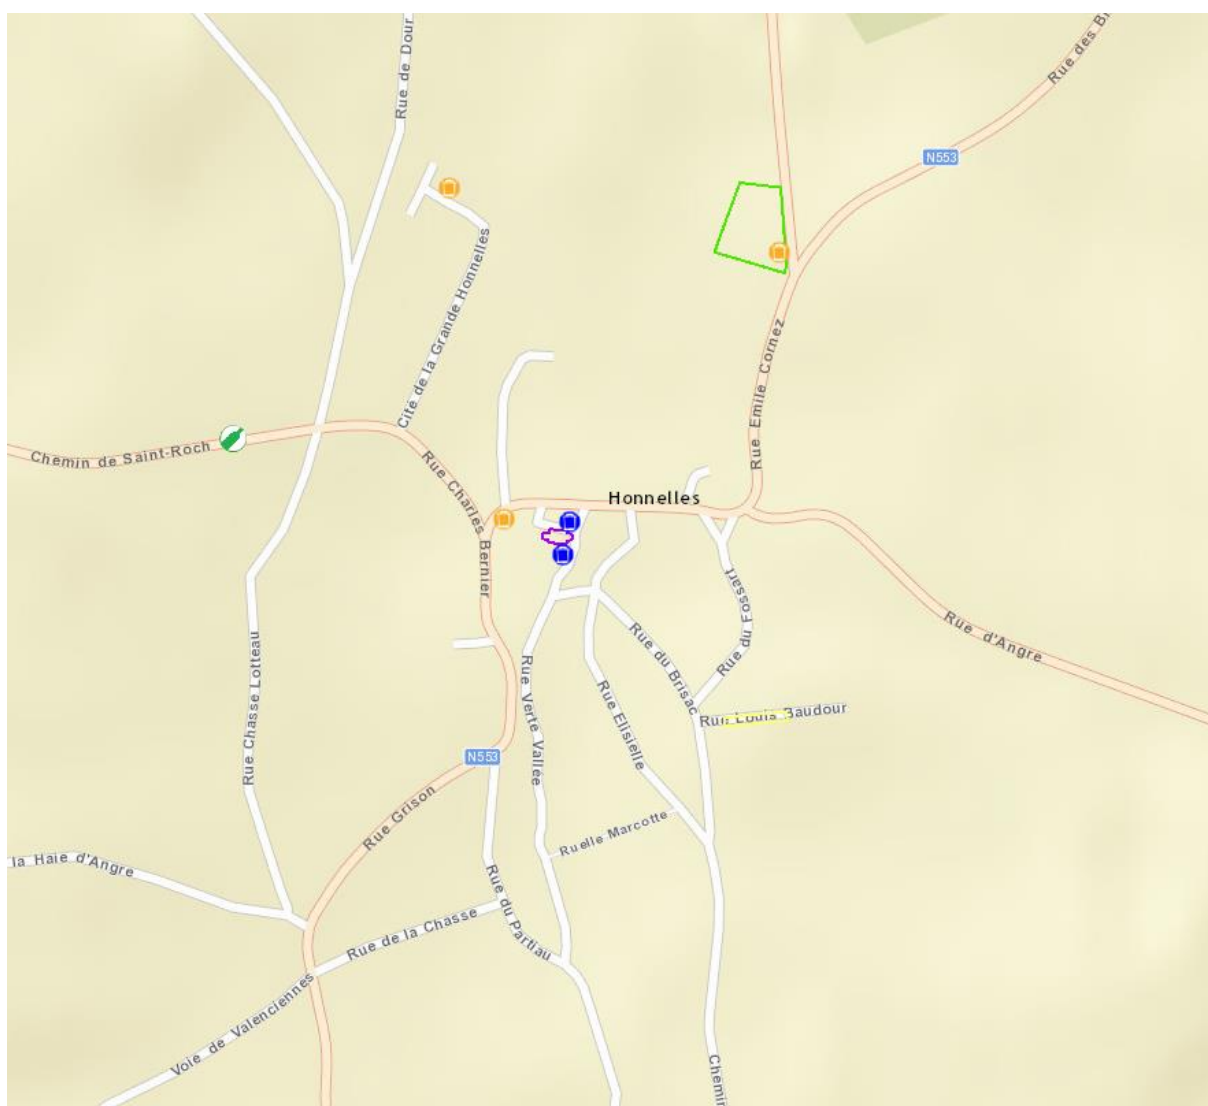 Rue de Dour
Rue des Bi
N553
Cité de la Grande Honnelles
Rue Emile Cornez
Chemin de Saint-Roch
Rue Charles Bernier
Honnelles
Rue du Fossart
Rue d'Angre
Rue du Brisac
Rue Chasse Lotteau
Rue Verte Vallée
Rue Elisielle
Rue Louis Baudour
N553
Rue Grison
Ruelle Marcotte
la Haie d'Angre
Rue du Partiau
Rue de la Chasse
Voie de Valenciennes
Chemin